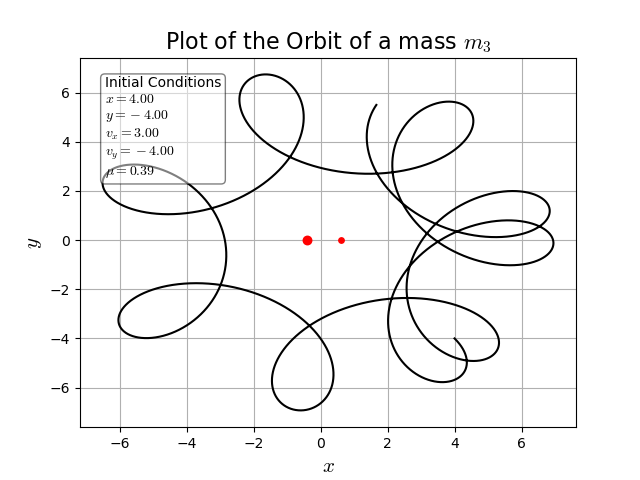 Plot of the Orbit of a mass m₃
Initial Conditions
x = 4.00
y = −4.00
vₓ = 3.00
v_y = −4.00
μ = 0.39
6
4
2
0
−2
−4
−6
y
−6
−4
−2
0
2
4
6
x